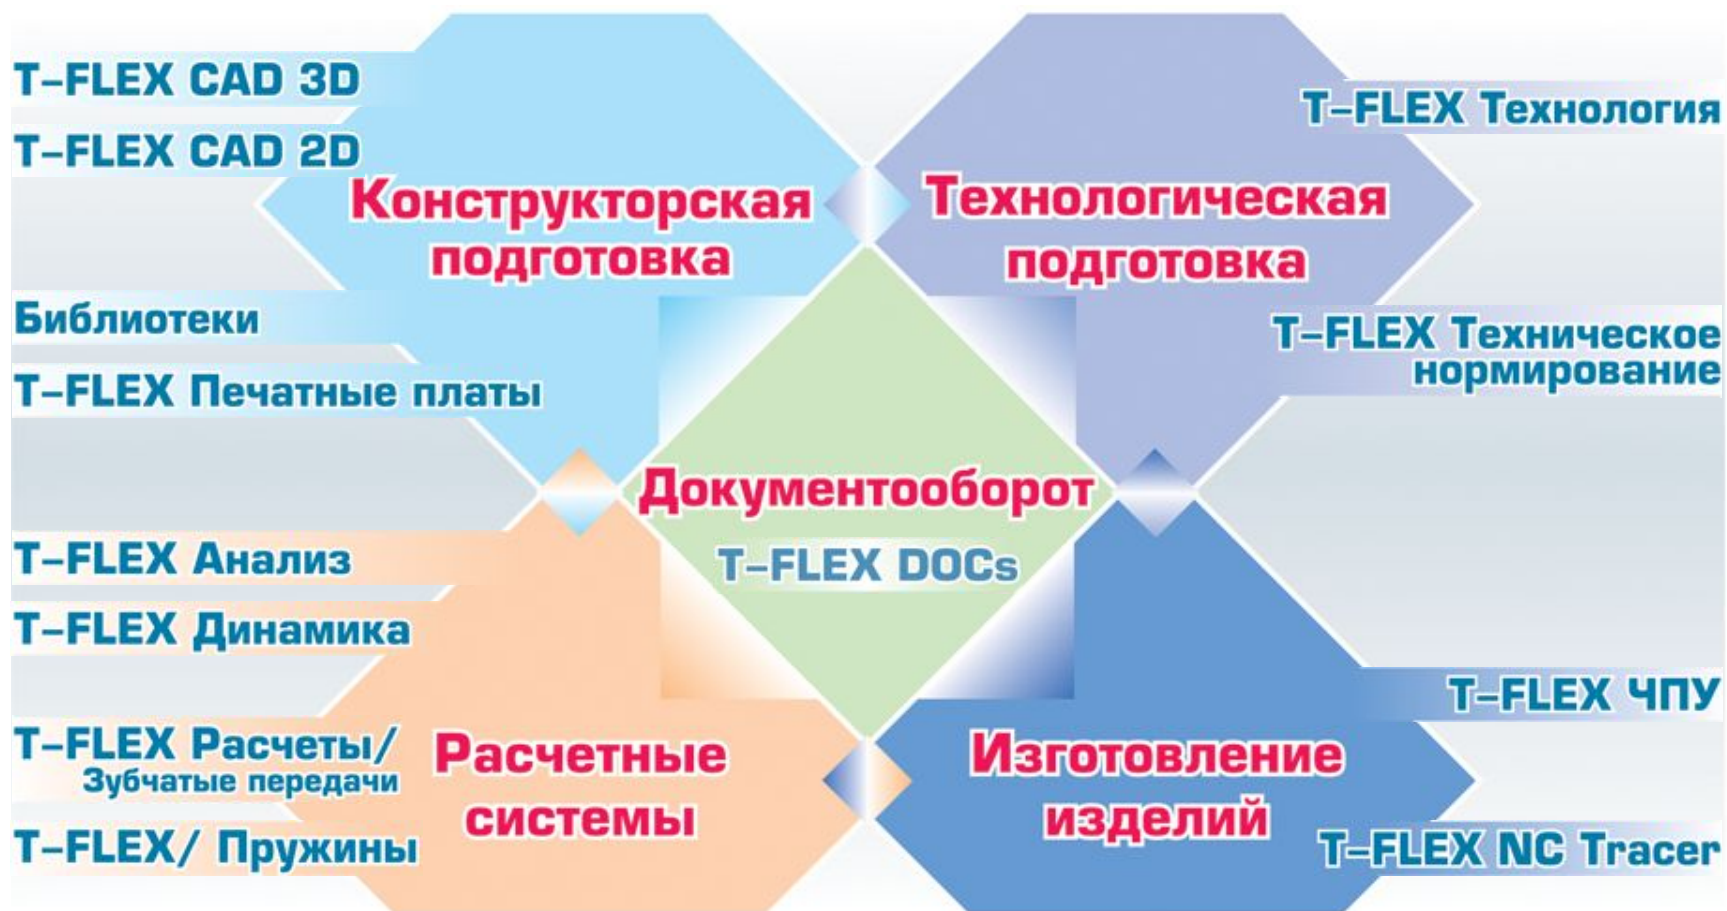 T-FLEX CAD 3D
T-FLEX CAD 2D
Конструкторская
подготовка
Библиотеки
T-FLEX Печатные платы
T-FLEX Технология
Технологическая
подготовка
T-FLEX Техническое
нормирование
Документооборот
T-FLEX DOCs
T-FLEX Анализ
T-FLEX Динамика
T-FLEX Расчеты/
Зубчатые передачи
T-FLEX/ Пружины
Расчетные
системы
T-FLEX ЧПУ
Изготовление
изделий
T-FLEX NC Tracer